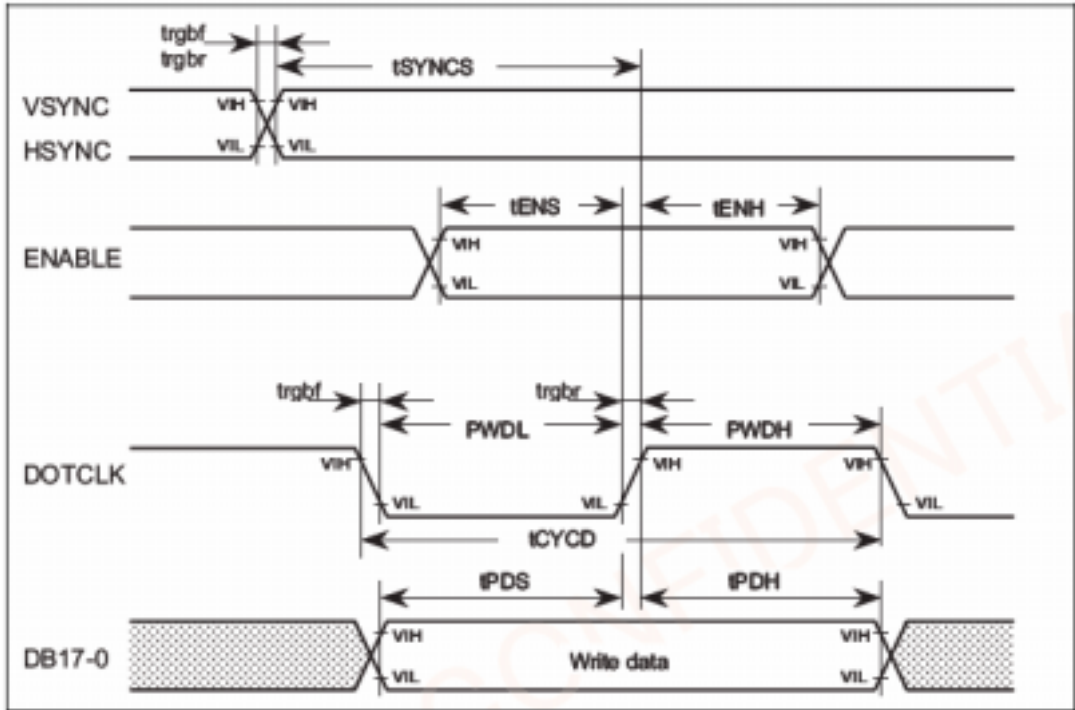 trgbf
trgbr
tSYNCS
VSYNC
VIH VIH
HSYNC
VIL VIL
tENS tENH
ENABLE
VIH VIH
VIL VIL
trgbf trgbr
PWDL PWDH
DOTCLK
VIH VIH VIH
VIL VIL VIL
tCYCD
tPDS tPDH
DB17-0
VIH VIH
Write data
VIL VIL
CONFIDENTIA